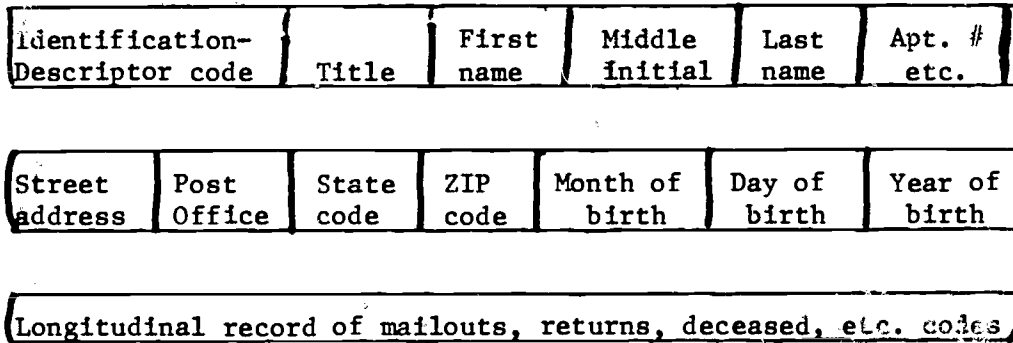 Identification- First Middle Last Apt. #
Descriptor code Title name initial name etc.
Street Post State ZIP Month of Day of Year of
address Office code code birth birth birth
Longitudinal record of mailouts, returns, deceased, etc. codes